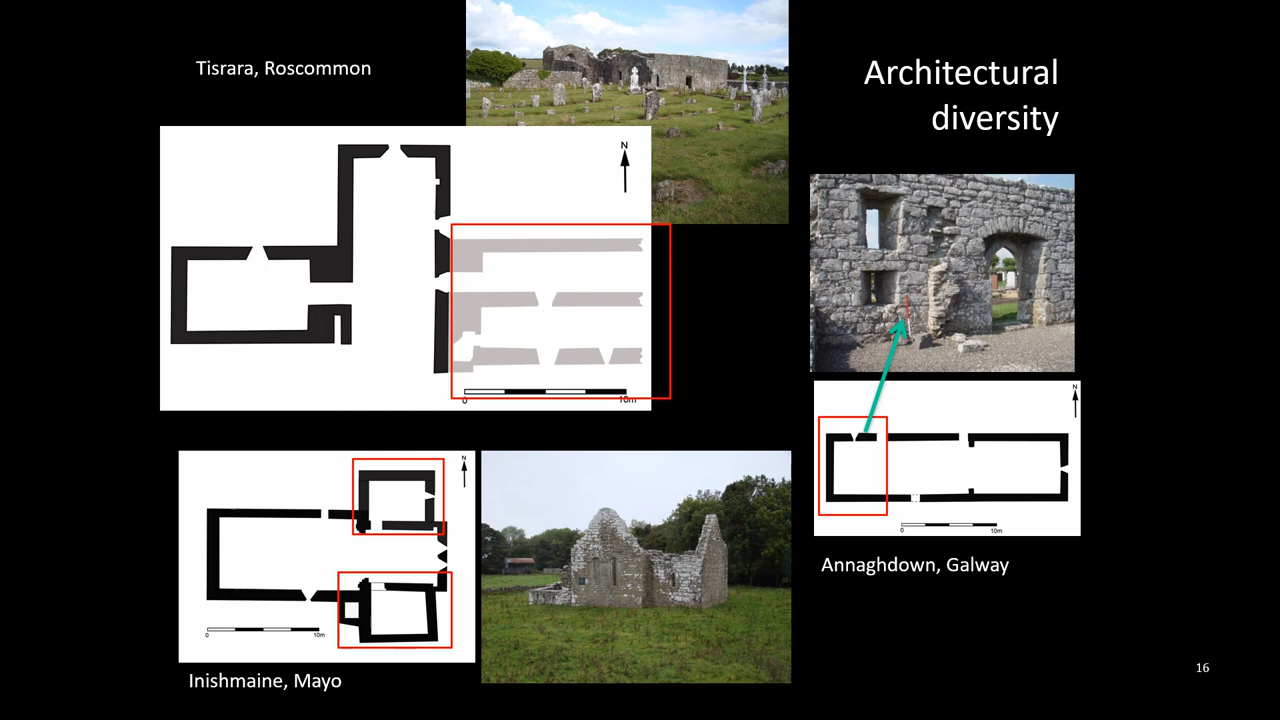 Tisrara, Roscommon
Architectural
diversity
N
0
10m
N
0
10m
Inishmaine, Mayo
N
10m
0
Annaghdown, Galway
16